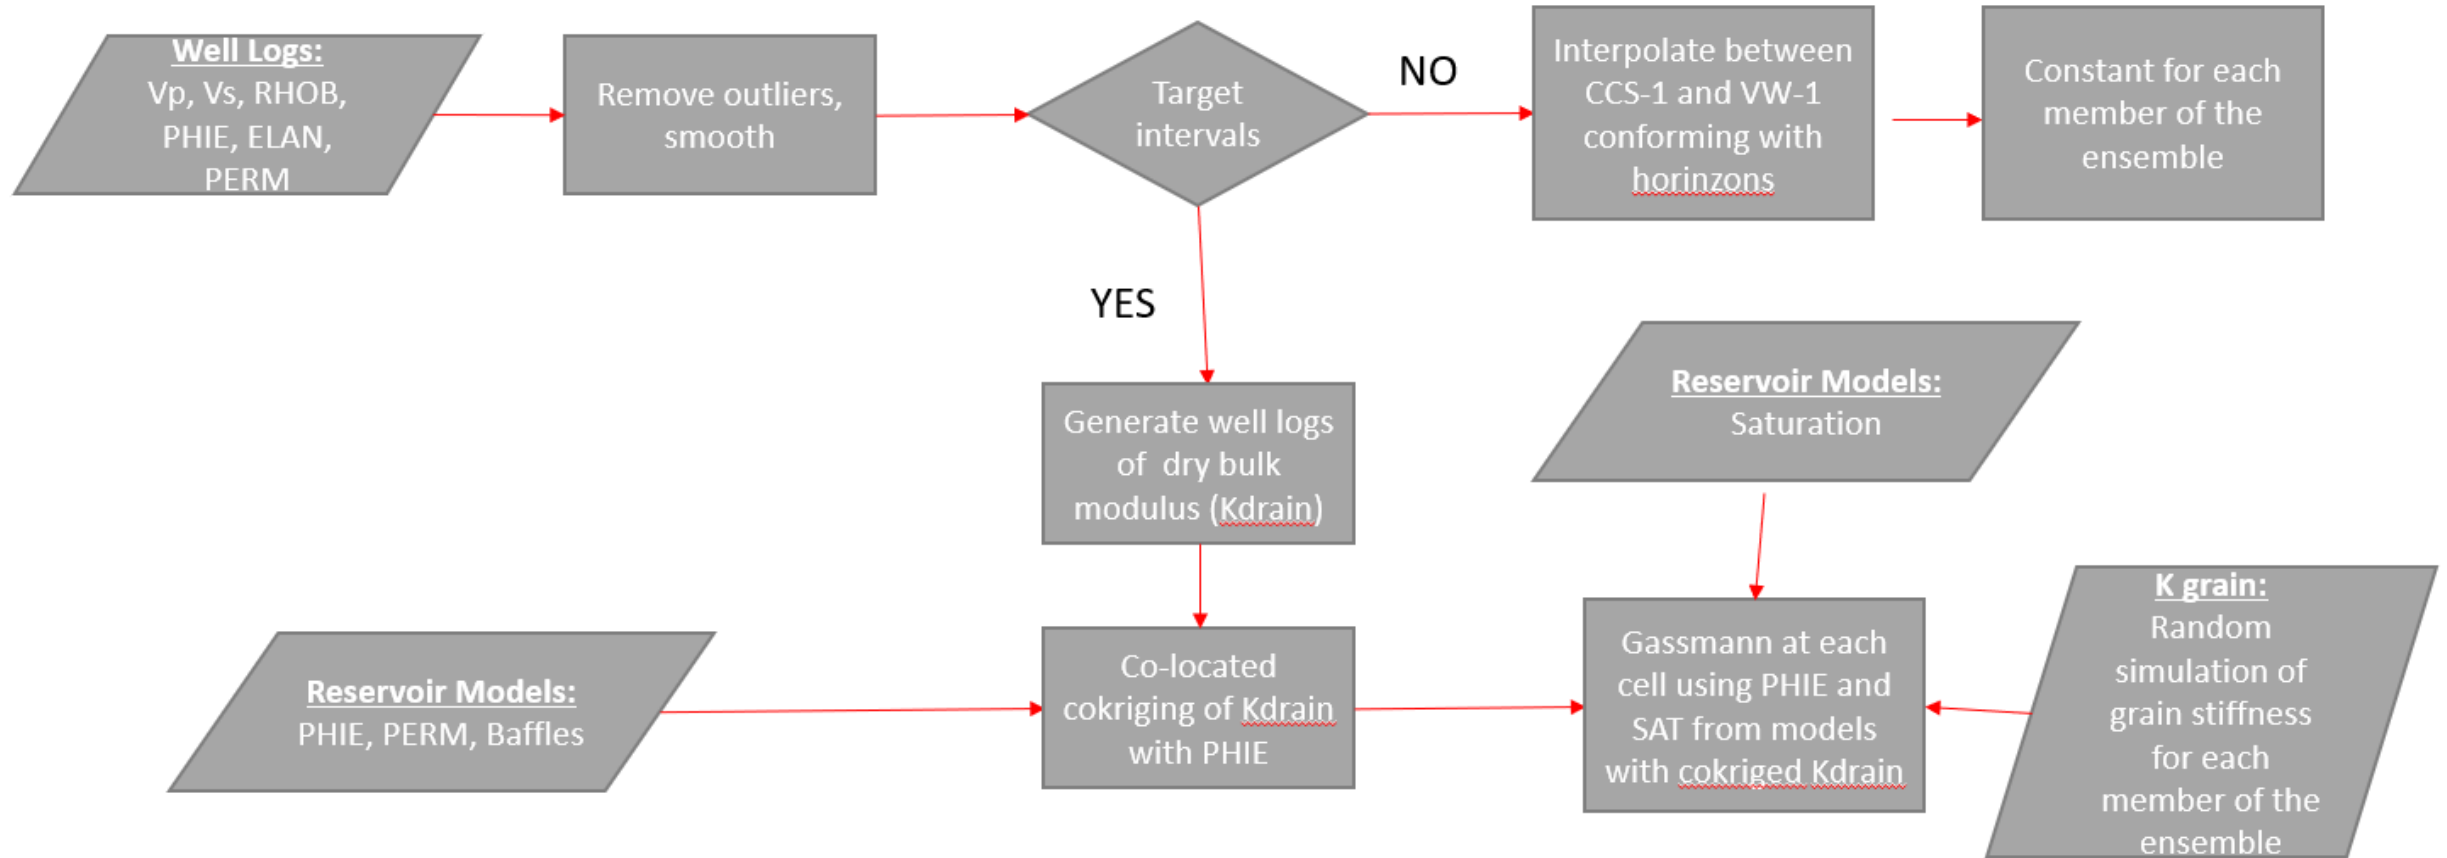 Well Logs:
Vp, Vs, RHOB,
PHIE, ELAN,
PERM
Remove outliers,
smooth
Target
intervals
NO
Interpolate between
CCS-1 and VW-1
conforming with
horinzons
Constant for each
member of the
ensemble
YES
Generate well logs
of dry bulk
modulus (Kdrain)
Reservoir Models:
Saturation
Reservoir Models:
PHIE, PERM, Baffles
Co-located
cokriging of Kdrain
with PHIE
Gassmann at each
cell using PHIE and
SAT from models
with cokriged Kdrain
K grain:
Random
simulation of
grain stiffness
for each
member of the
ensemble